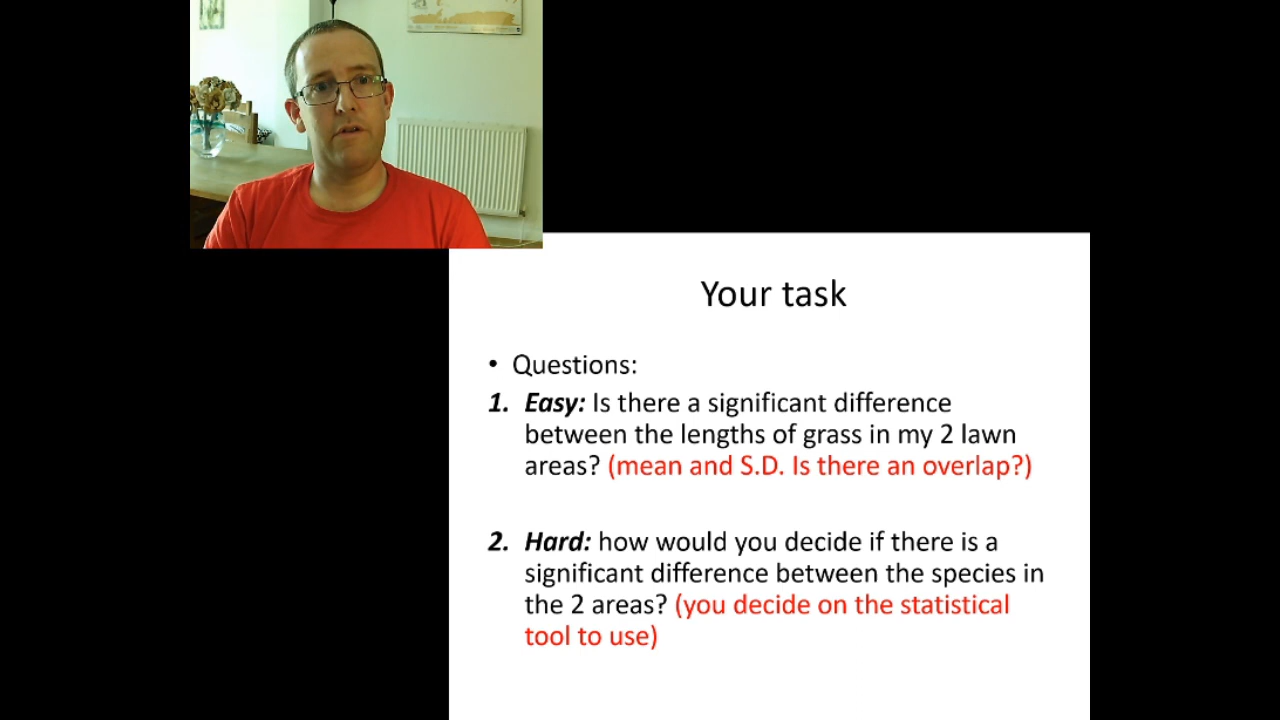 Your task
• Questions:
1. Easy: Is there a significant difference
between the lengths of grass in my 2 lawn
areas? (mean and S.D. Is there an overlap?)
2. Hard: how would you decide if there is a
significant difference between the species in
the 2 areas? (you decide on the statistical
tool to use)